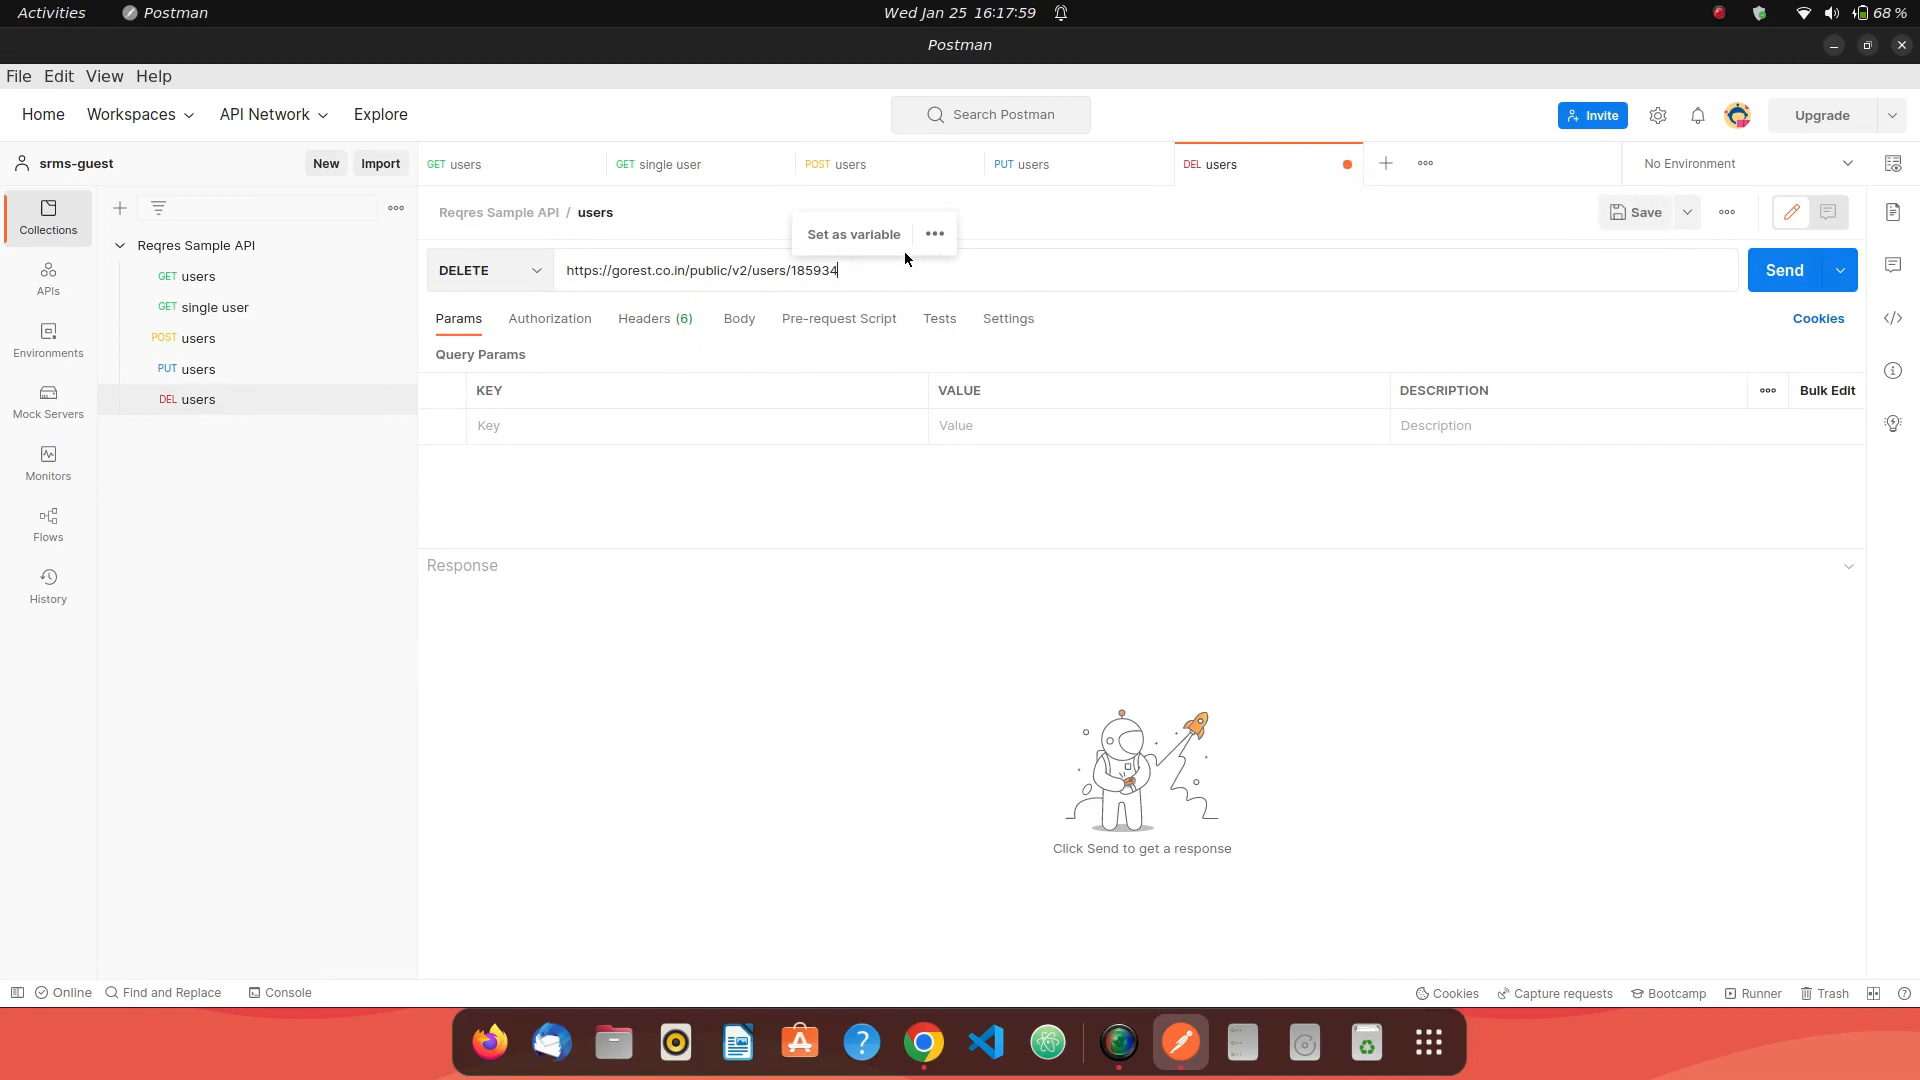 Activities Postman Wed Jan 25 16:17:59 68 %
Postman
File Edit View Help
Home Workspaces API Network Explore Search Postman Invite Upgrade
srms-guest New Import GET users GET single user POST users PUT users DEL users No Environment
Collections
APIs
Environments
Mock Servers
Monitors
Flows
History
Reqres Sample API
GET users
GET single user
POST users
PUT users
DEL users
Reqres Sample API / users Save
Set as variable
DELETE https://gorest.co.in/public/v2/users/185934 Send
Params Authorization Headers (6) Body Pre-request Script Tests Settings Cookies
Query Params
KEY VALUE DESCRIPTION Bulk Edit
Key Value Description
Response
Click Send to get a response
Online Find and Replace Console Cookies Capture requests Bootcamp Runner Trash